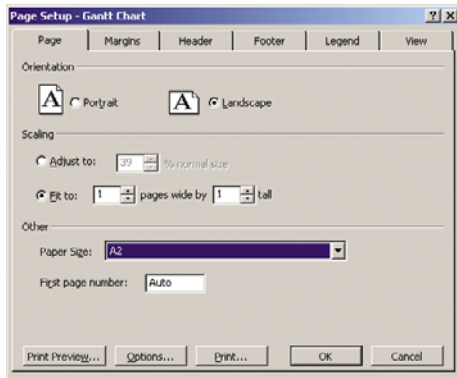 Page Setup - Gantt Chart
Page Margins Header Footer Legend View
Orientation
A Portrait A Landscape
Scaling
Adjust to: 39 % normal size
Fit to: 1 pages wide by 1 tall
Other
Paper Size: A2
First page number: Auto
Print Preview... Options... Print... OK Cancel